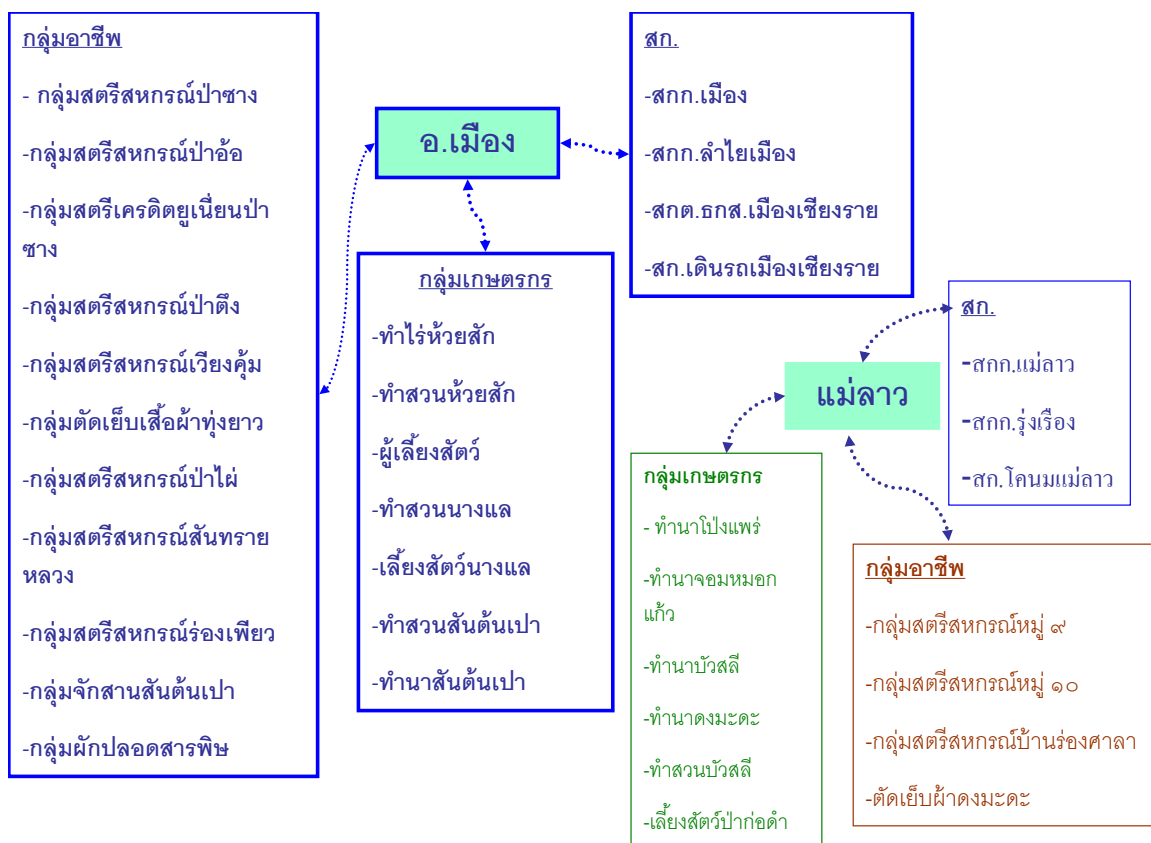 กลุ่มอาชีพ
- กลุ่มสตรีสหกรณ์ป่าซาง
-กลุ่มสตรีสหกรณ์ป่าอ้อ
-กลุ่มสตรีเครดิตยูเนี่ยนป่า
ซาง
-กลุ่มสตรีสหกรณ์ป่าตึง
-กลุ่มสตรีสหกรณ์เวียงคุ้ม
-กลุ่มตัดเย็บเสื้อผ้าทุ่งยาว
-กลุ่มสตรีสหกรณ์ป่าไผ่
-กลุ่มสตรีสหกรณ์สันทราย
หลวง
-กลุ่มสตรีสหกรณ์ร่องเพียว
-กลุ่มจักสานสันต้นเปา
-กลุ่มผักปลอดสารพิษ
อ.เมือง
สก.
-สกก.เมือง
-สกก.ลำไยเมือง
-สกต.ธกส.เมืองเชียงราย
-สก.เดินรถเมืองเชียงราย
กลุ่มเกษตรกร
-ทำไร่ห้วยสัก
-ทำสวนห้วยสัก
-ผู้เลี้ยงสัตว์
-ทำสวนนางแล
-เลี้ยงสัตว์นางแล
-ทำสวนสันต้นเปา
-ทำนาสันต้นเปา
แม่ลาว
สก.
-สกก.แม่ลาว
-สกก.รุ่งเรือง
-สก.โคนมแม่ลาว
กลุ่มเกษตรกร
- ทำนาโป่งแพร่
-ทำนาจอมหมอก
แก้ว
-ทำนาบัวสลี
-ทำนาดงมะดะ
-ทำสวนบัวสลี
-เลี้ยงสัตว์ป่าก่อดำ
กลุ่มอาชีพ
-กลุ่มสตรีสหกรณ์หมู่ ๙
-กลุ่มสตรีสหกรณ์หมู่ ๑๐
-กลุ่มสตรีสหกรณ์บ้านร่องศาลา
-ตัดเย็บผ้าดงมะดะ